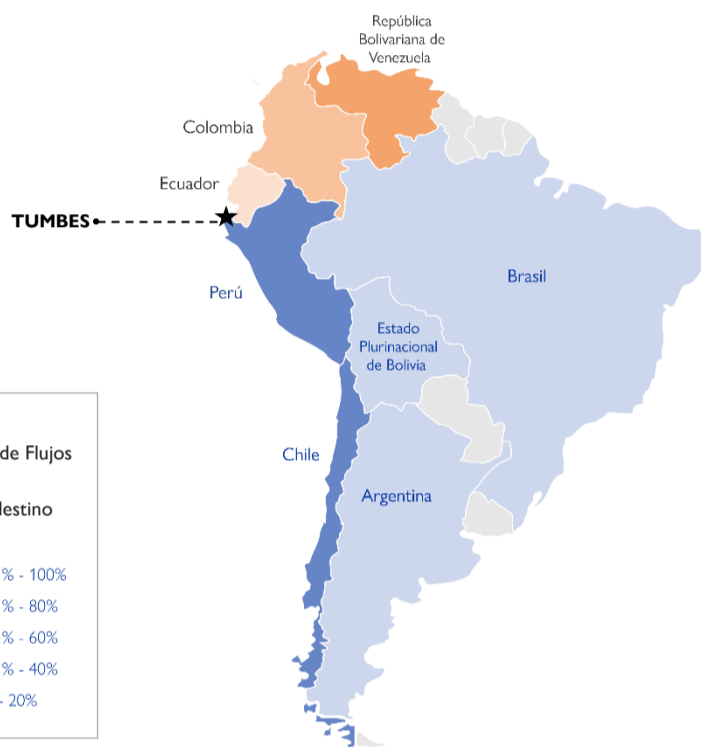 República
Bolivariana de
Venezuela
Colombia
Ecuador
TUMBES
Perú
Brasil
Estado
Plurinacional
de Bolivia
Chile
Argentina
de Flujos
% - 100%
% - 80%
% - 60%
% - 40%
- 20%